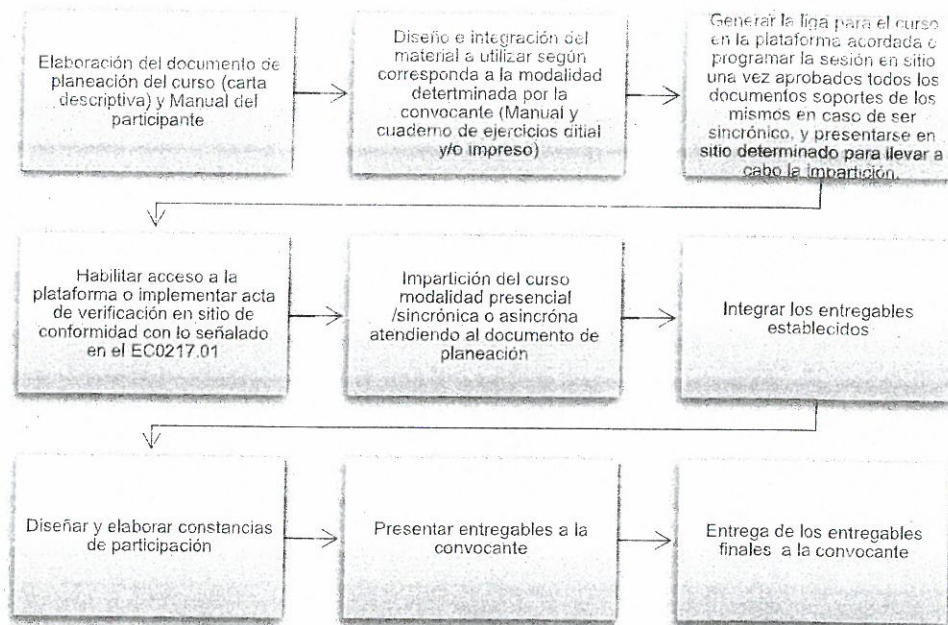 Elaboración del documento de
planeación del curso (carta
descriptiva) y Manual del
participante
Diseño e integración del
material a utilizar según
corresponda a la modalidad
detertminada por la
convocante (Manual y
cuaderno de ejercicios ditial
y/o impreso)
Generar la liga para el curso
en la plataforma acordada o
programar la sesión en sitio
una vez aprobados todos los
documentos soportes de los
mismos en caso de ser
sincrónico, y presentarse en
sitio determinado para llevar a
cabo la impartición.
Habilitar acceso a la
plataforma o implementar acta
de verificación en sitio de
conformidad con lo señalado
en el EC0217.01
Impartición del curso
modalidad presencial
/sincrónica o asincróna
atendiendo al documento de
planeación
Integrar los entregables
establecidos
Diseñar y elaborar constancias
de participación
Presentar entregables a la
convocante
Entrega de los entregables
finales a la convocante